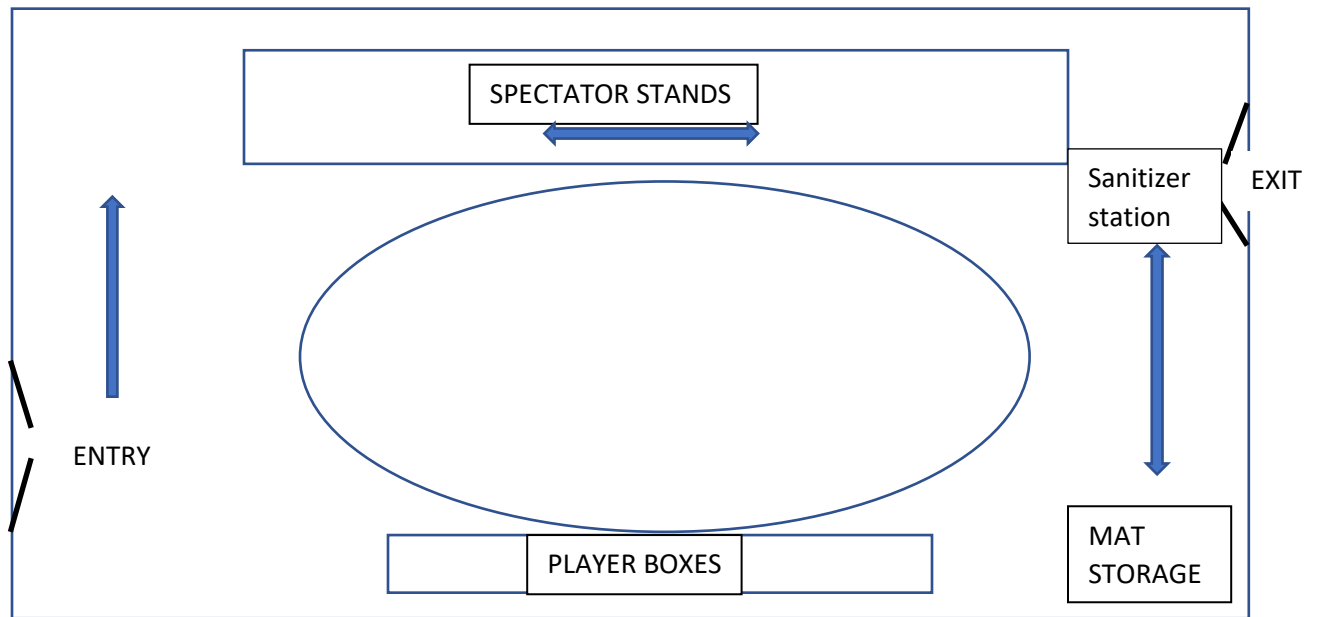 SPECTATOR STANDS
Sanitizer
station
EXIT
ENTRY
PLAYER BOXES
MAT
STORAGE